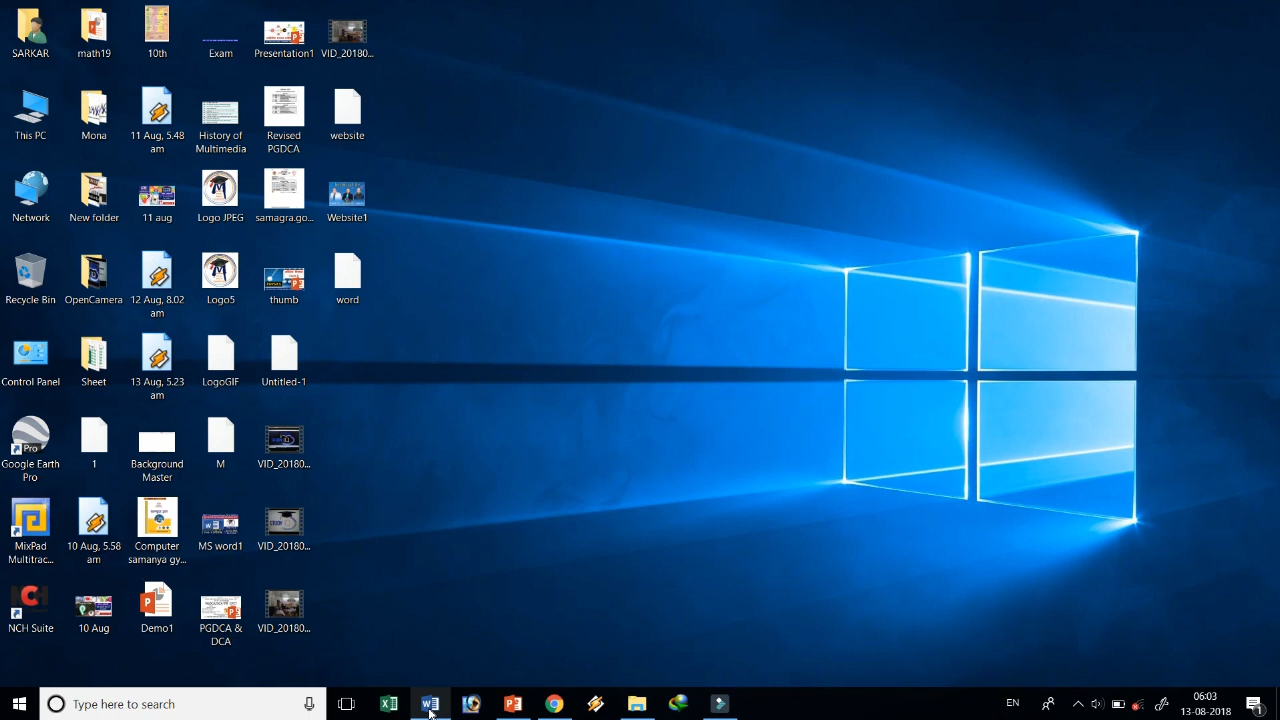 SARKAR
math19
10th
Exam
Presentation1
VID_20180...
This PC
Mona
11 Aug, 5.48
am
History of
Multimedia
Revised
PGDCA
website
Network
New folder
11 aug
Logo JPEG
samagra.go...
Website1
Recycle Bin
OpenCamera
12 Aug, 8.02
am
Logo5
thumb
word
Control Panel
Sheet
13 Aug, 5.23
am
LogoGIF
Untitled-1
Pro
Google Earth
Pro
1
Background
Master
M
VID_20180...
MixPad
Multitrac...
10 Aug, 5.58
am
Computer
samanya gy...
MS word1
VID_20180...
NCH Suite
10 Aug
Demo1
PGDCA &
DCA
VID_20180...
Type here to search
EN
06:03
13-08-2018
1